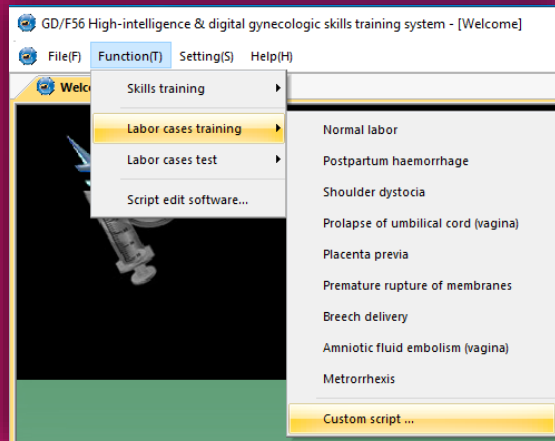 GD/F56 High-intelligence & digital gynecologic skills training system - [Welcome]
File(F) Function(T) Setting(S) Help(H)
Welc
Skills training
Labor cases training
Labor cases test
Script edit software...
Normal labor
Postpartum haemorrhage
Shoulder dystocia
Prolapse of umbilical cord (vagina)
Placenta previa
Premature rupture of membranes
Breech delivery
Amniotic fluid embolism (vagina)
Metrorrhexis
Custom script ...